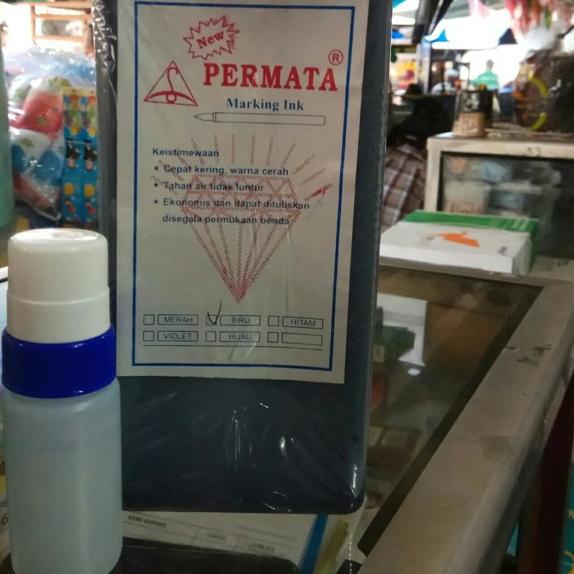 New
PERMATA®
Marking Ink
Keistimewaan
• Cepat kering, warna cerah
• Tahan air tidak luntur
• Ekonomis dan dapat dituliskan
disegala permukaan benda
MERAH BIRU HITAM
VIOLET HIJAU